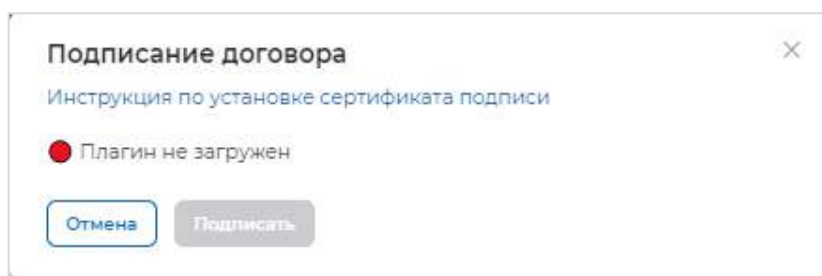 Подписание договора
Инструкция по установке сертификата подписи
Плагин не загружен
Отмена
Подписать